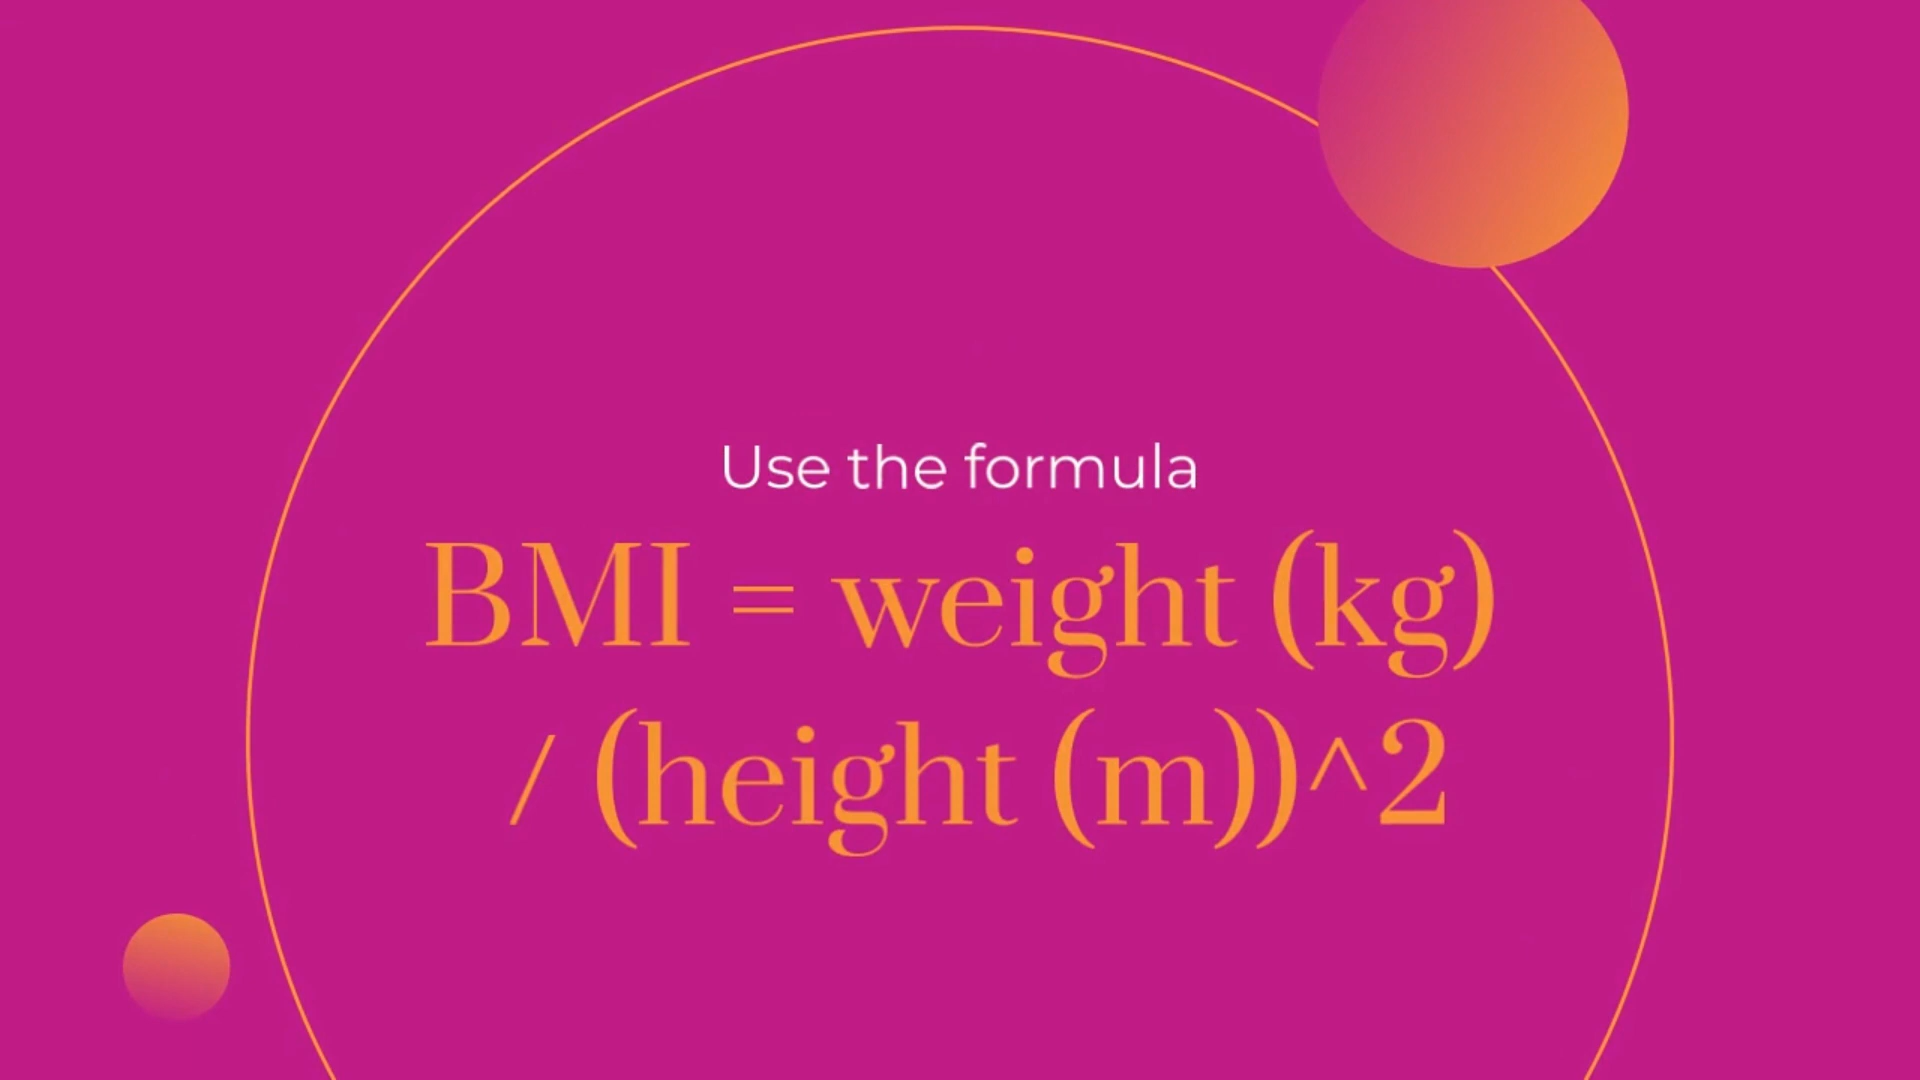 Use the formula
BMI = weight (kg)
/ (height (m))^2